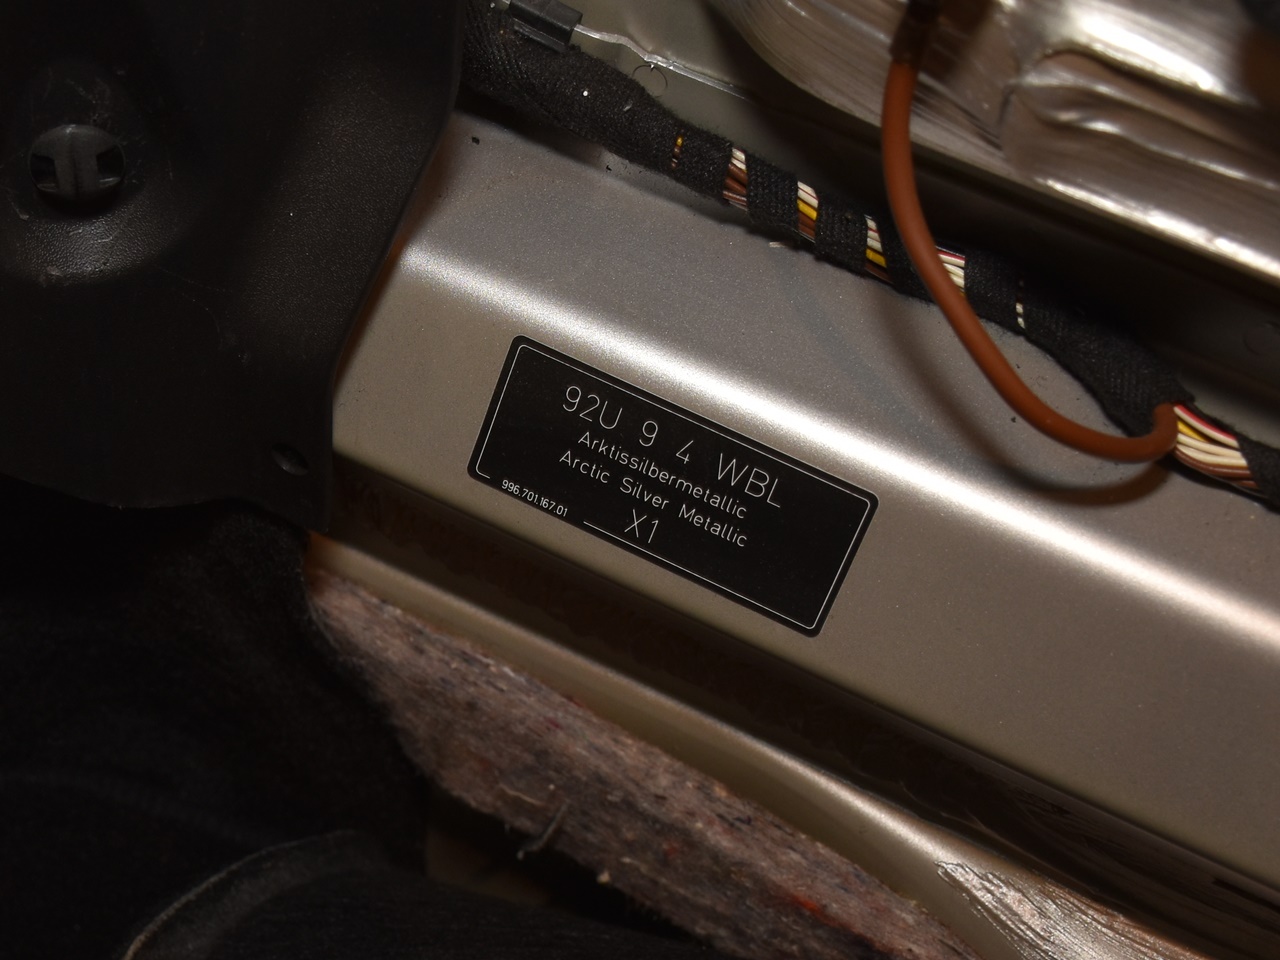 92U 9 4 WBL
Arktissilbermetallic
Arctic Silver Metallic
996.701.167.01
X1